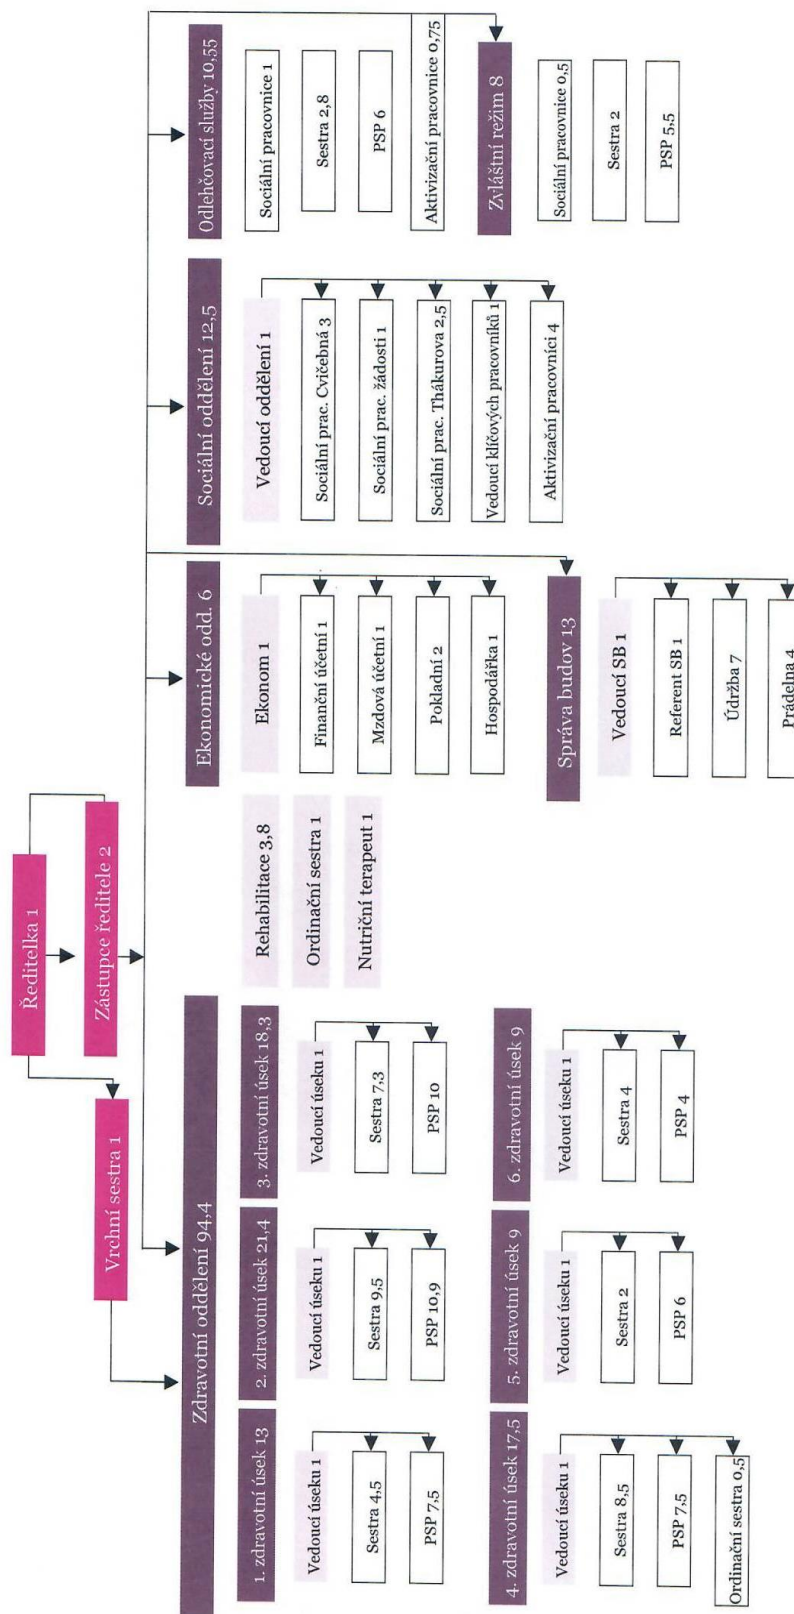 Ředitelka 1
Zástupce ředitele 2
Vrchní sestra 1
Zdravotní oddělení 94,4
1. zdravotní úsek 13
Vedoucí úseku 1
Sestra 4,5
PSP 7,5
2. zdravotní úsek 21,4
Vedoucí úseku 1
Sestra 9,5
PSP 10,9
3. zdravotní úsek 18,3
Vedoucí úseku 1
Sestra 7,3
PSP 10
4. zdravotní úsek 17,5
Vedoucí úseku 1
Sestra 8,5
PSP 7,5
Ordinační sestra 0,5
5. zdravotní úsek 9
Vedoucí úseku 1
Sestra 2
PSP 6
6. zdravotní úsek 9
Vedoucí úseku 1
Sestra 4
PSP 4
Rehabilitace 3,8
Ordinační sestra 1
Nutriční terapeut 1
Ekonomické odd. 6
Ekonom 1
Finanční účetní 1
Mzdová účetní 1
Pokladní 2
Hospodářka 1
Správa budov 13
Vedoucí SB 1
Referent SB 1
Údržba 7
Prádelna 4
Sociální oddělení 12,5
Vedoucí oddělení 1
Sociální prac. Cvičebná 3
Sociální prac. žádosti 1
Sociální prac. Thákurova 2,5
Vedoucí klíčových pracovníků 1
Aktivizační pracovníci 4
Odlehčovací služby 10,55
Sociální pracovnice 1
Sestra 2,8
PSP 6
Aktivizační pracovnice 0,75
Zvláštní režim 8
Sociální pracovnice 0,5
Sestra 2
PSP 5,5